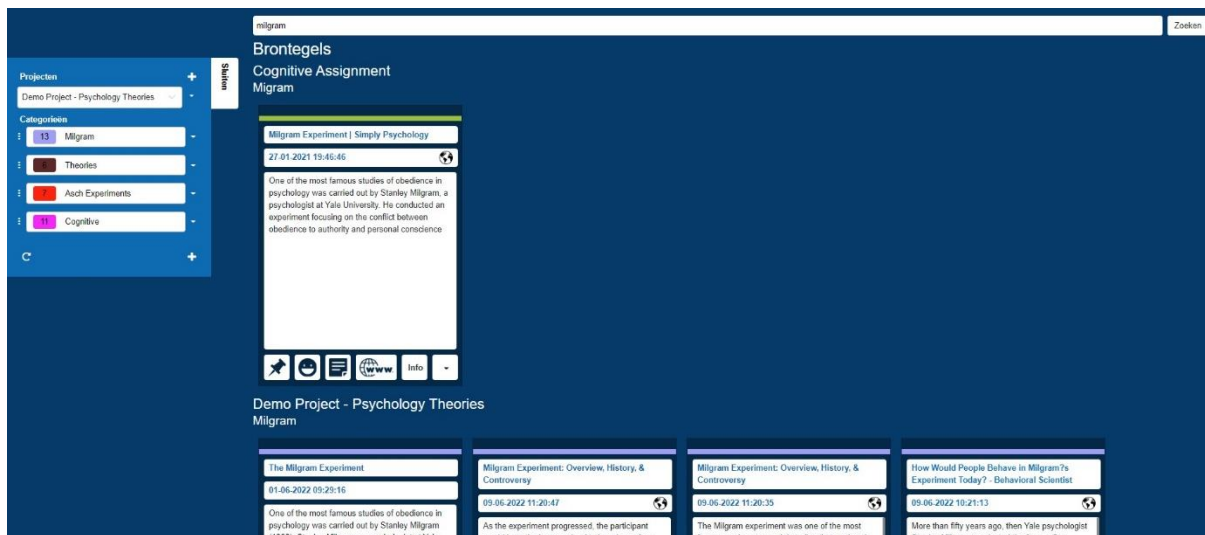 milgram
Zoeken
Brontegels
Cognitive Assignment
Migram
Projecten
Sluiten
Demo Project - Psychology Theories
Categorieën
13 Milgram
Theories
7 Asch Experiments
11 Cognitive
Milgram Experiment | Simply Psychology
27-01-2021 19:46:46
One of the most famous studies of obedience in
psychology was carried out by Stanley Milgram, a
psychologist at Yale University. He conducted an
experiment focusing on the conflict between
obedience to authority and personal conscience
www
Info
Demo Project - Psychology Theories
Milgram
The Milgram Experiment
01-06-2022 09:29:16
One of the most famous studies of obedience in
psychology was carried out by Stanley Milgram
Milgram Experiment: Overview, History, &
Controversy
09-06-2022 11:20:47
As the experiment progressed, the participant
Milgram Experiment: Overview, History, &
Controversy
09-06-2022 11:20:35
The Milgram experiment was one of the most
How Would People Behave in Milgram?s
Experiment Today? - Behavioral Scientist
09-06-2022 10:21:13
More than fifty years ago, then Yale psychologist